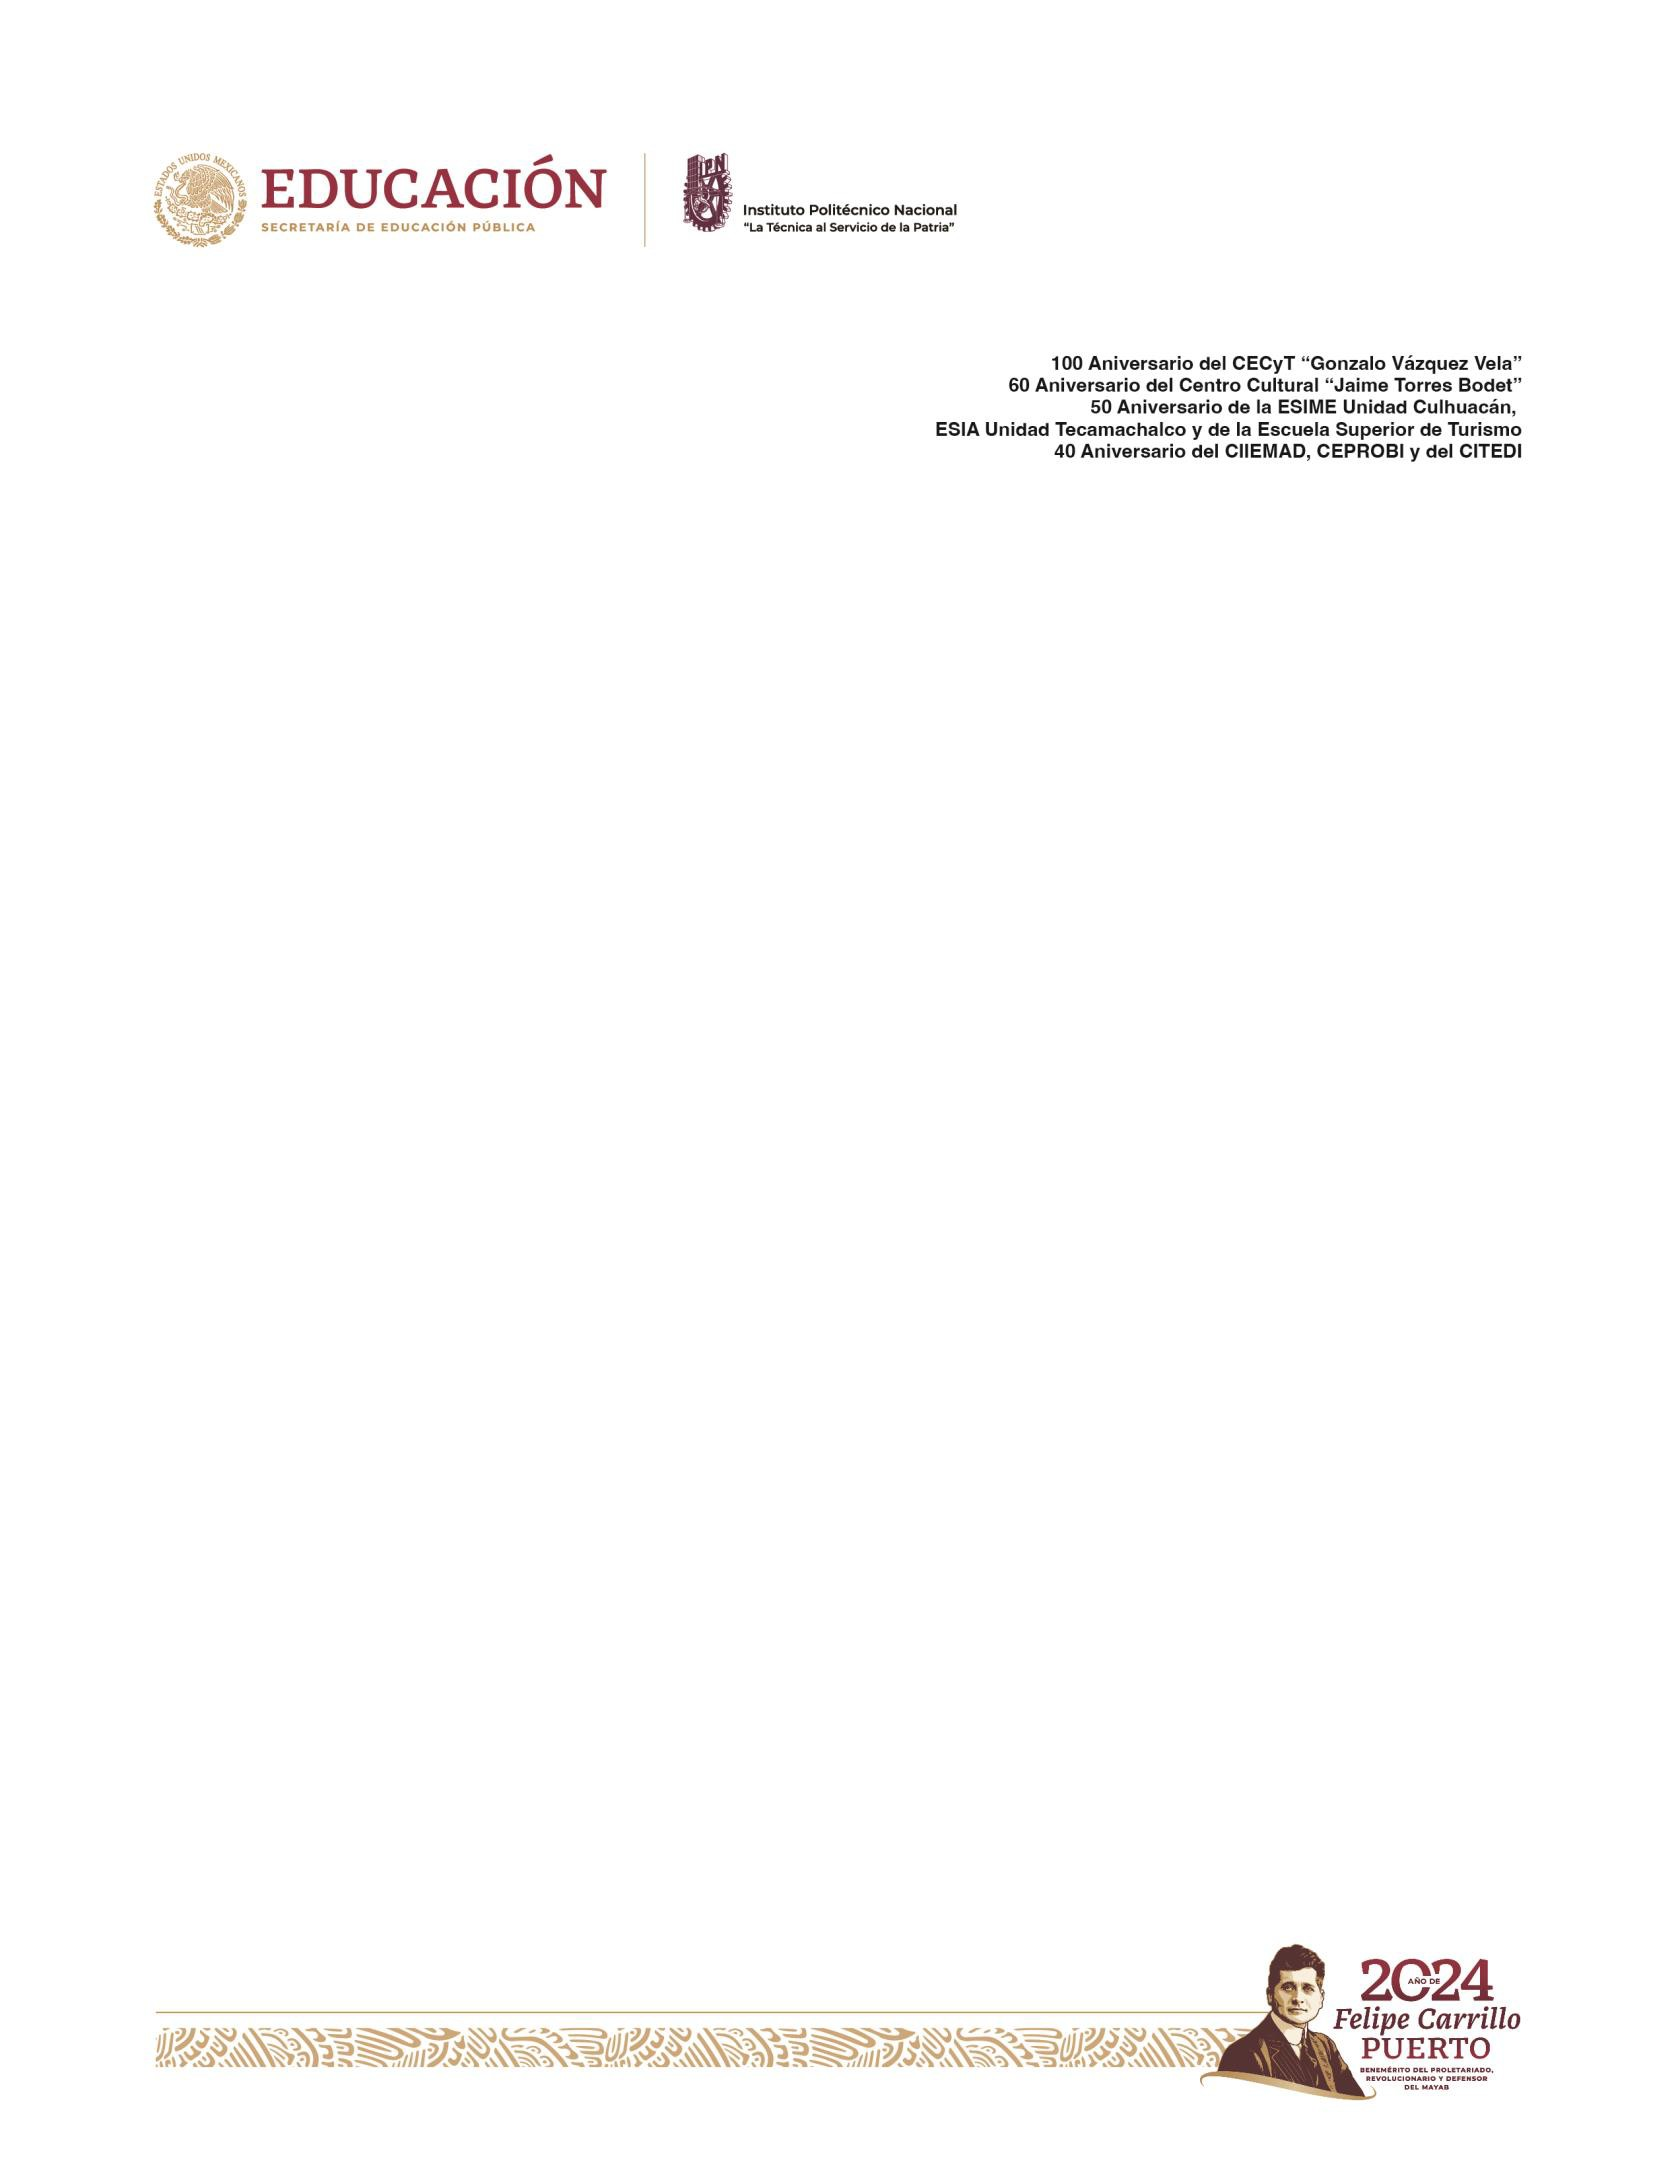 ESTADOS UNIDOS MEXICANOS
EDUCACIÓN
SECRETARÍA DE EDUCACIÓN PÚBLICA
IPN
Instituto Politécnico Nacional
“La Técnica al Servicio de la Patria”
100 Aniversario del CECyT “Gonzalo Vázquez Vela”
60 Aniversario del Centro Cultural “Jaime Torres Bodet”
50 Aniversario de la ESIME Unidad Culhuacán,
ESIA Unidad Tecamachalco y de la Escuela Superior de Turismo
40 Aniversario del CIIEMAD, CEPROBI y del CITEDI
2024
AÑO DE
Felipe Carrillo
PUERTO
BENEMÉRITO DEL PROLETARIADO,
REVOLUCIONARIO Y DEFENSOR
DEL MAYAB